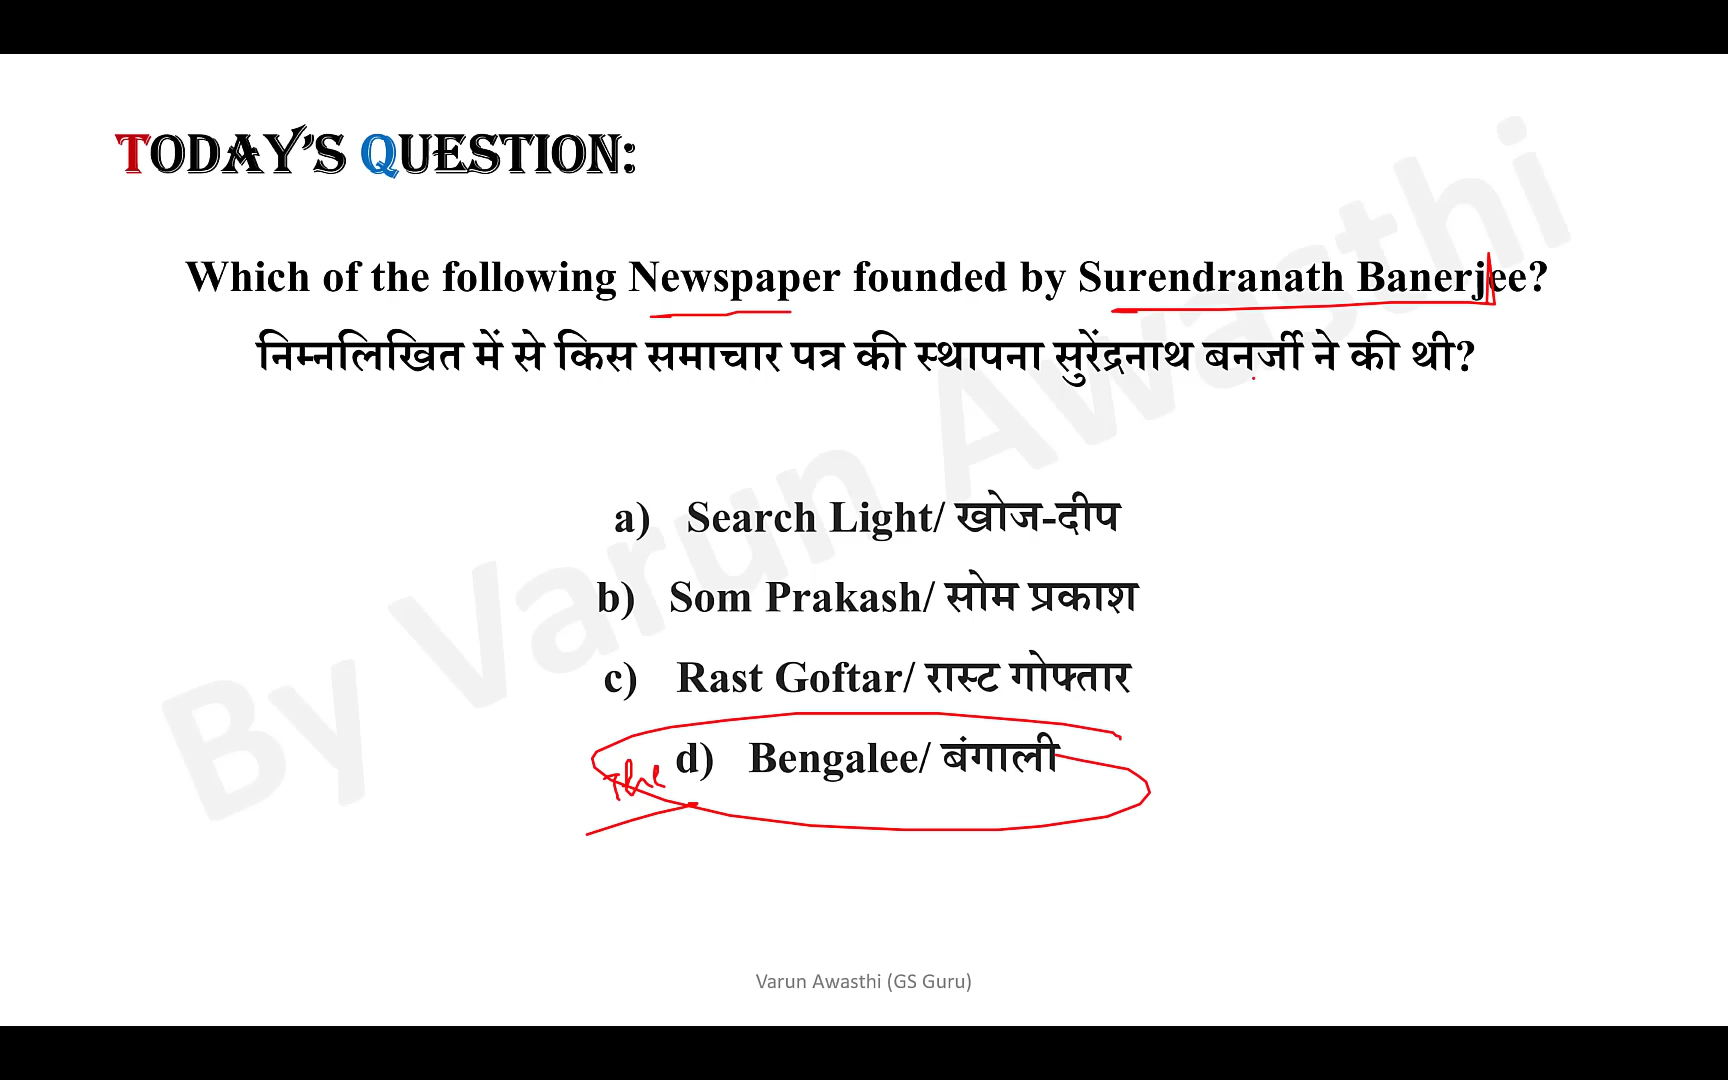 TODAY'S QUESTION:
Which of the following Newspaper founded by Surendranath Banerjee?
निम्नलिखित में से किस समाचार पत्र की स्थापना सुरेंद्रनाथ बनर्जी ने की थी?
a) Search Light/ खोज-दीप
b) Som Prakash/ सोम प्रकाश
c) Rast Goftar/ रास्ट गोफ्तार
d) Bengalee/ बंगाली
The
By Varun Awasthi
Varun Awasthi (GS Guru)